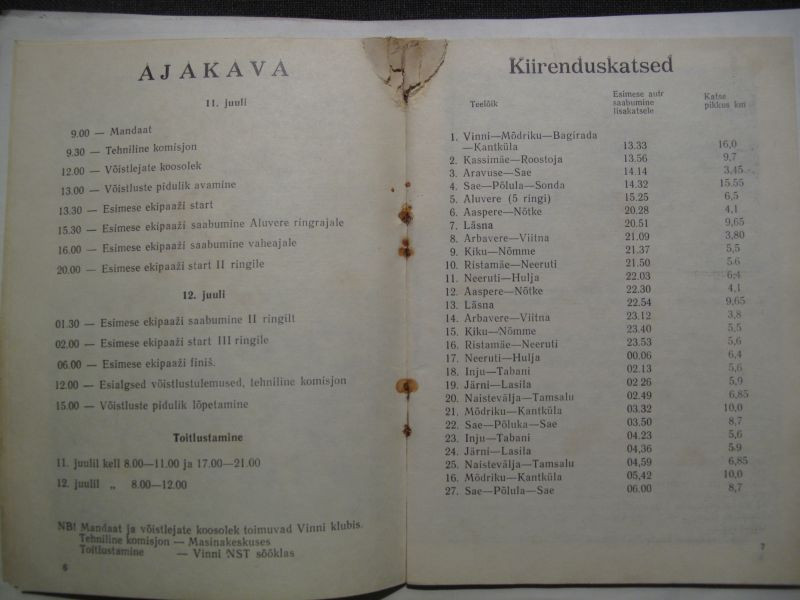 AJAKAVA
11. juuli
9.00 — Mandaat
9.30 — Tehniline komisjon
12.00 — Võistlejate koosolek
13.00 — Võistluste pidulik avamine
13.30 — Esimese ekipaaži start
15.30 — Esimese ekipaaži saabumine Aluvere ringrajale
16.00 — Esimese ekipaaži saabumine vaheajale
20.00 — Esimese ekipaaži start II ringile
12. juuli
01.30 — Esimese ekipaaži saabumine II ringilt
02.00 — Esimese ekipaaži start III ringile
06.00 — Esimese ekipaaži finiš.
12.00 — Esialgsed võistlustulemused, tehniline komisjon
15.00 — Võistluste pidulik lõpetamine
Toitlustamine
11. juulil kell 8.00—11.00 ja 17.00—21.00
12. juulil „ 8.00—12.00
NB! Mandaat ja võistlejate koosolek toimuvad Vinni klubis.
Tehniline komisjon — Masinakeskuses
Toitlustamine — Vinni NST sööklas
6
Kiirenduskatsed
Teelõik
Esimese autr
saabumine
lisakatsele
Katse
pikkus km
1. Vinni—Mõdriku—Bagirada
—Kantküla 13.33 16,0
2. Kassimäe—Roostoja 13.56 9,7
3. Aravuse—Sae 14.14 3,45
4. Sae—Põlula—Sonda 14.32 15.55
5. Aluvere (5 ringi) 15.25 6,5
6. Aaspere—Nõtke 20.28 4,1
7. Läsna 20.51 9,65
8. Arbavere—Viitna 21.09 3,80
9. Kiku—Nõmme 21.37 5,5
10. Ristamäe—Neeruti 21.50 5.6
11. Neeruti—Hulja 22.03 6,4
12. Aaspere—Nõtke 22.30 4,1
13. Läsna 22.54 9,65
14. Arbavere—Viitna 23.12 3,8
15. Kiku—Nõmme 23.40 5,5
16. Ristamäe—Neeruti 23.53 5,6
17. Neeruti—Hulja 00.06 6,4
18. Inju—Tabani 02.13 5,6
19. Järni—Lasila 02 26 5,9
20. Naistevälja—Tamsalu 02.49 6,85
21. Mõdriku—Kantküla 03.32 10,0
22. Sae—Põluka—Sae 03.50 8,7
23. Inju—Tabani 04.23 5,6
24. Järni—Lasila 04,36 5.9
25. Naistevälja—Tamsalu 04,59 6,85
16. Mõdriku—Kantküla 05,42 10,0
27. Sae—Põlula—Sae 06.00 8,7
7